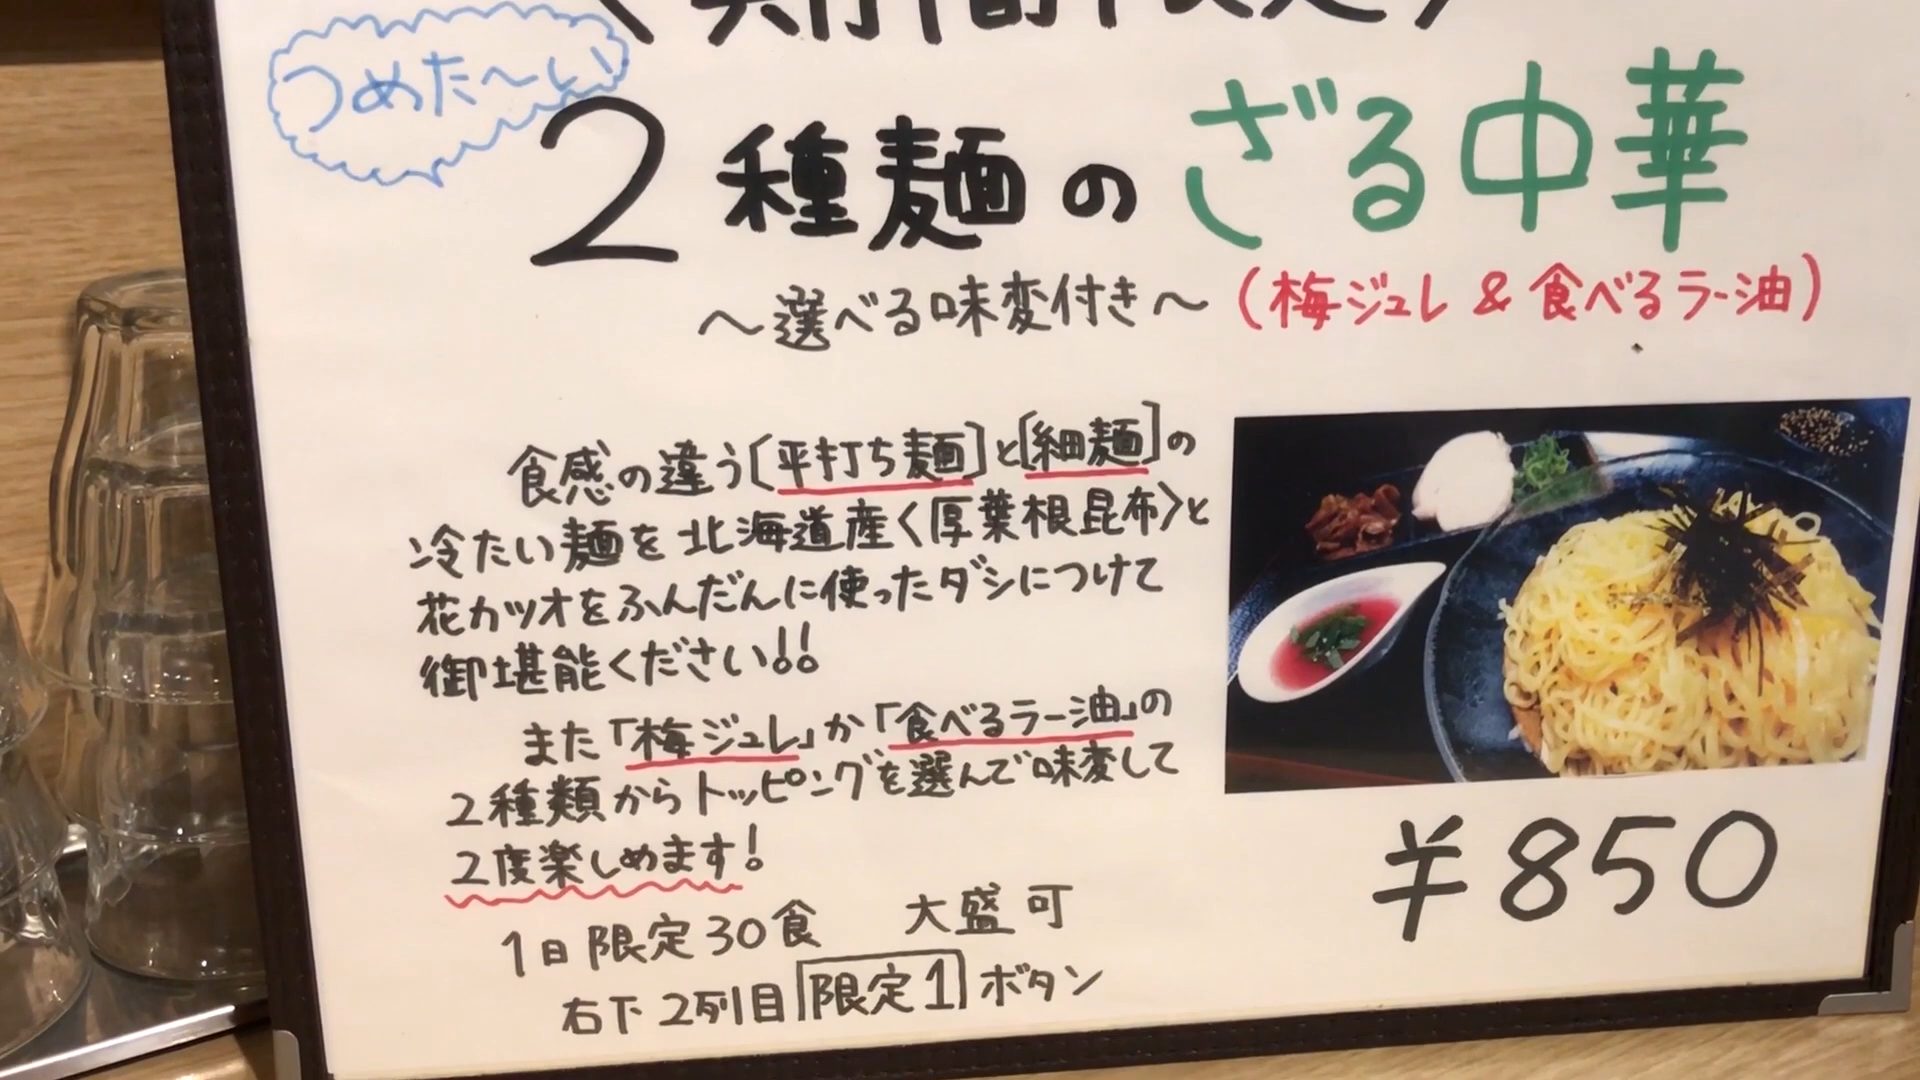 期間限定
つめた〜い
2種麺のざる中華
〜選べる味変付き〜(梅ジュレ & 食べるラー油)
食感の違う[平打ち麺]と[細麺]の
冷たい麺を北海道産〈厚葉根昆布〉と
花カツオをふんだんに使ったダシにつけて
御堪能ください!!
また「梅ジュレ」か「食べるラー油」の
2種類からトッピングを選んで味変して
2度楽しめます!
1日限定30食 大盛可
右下2列目限定1ボタン
¥850